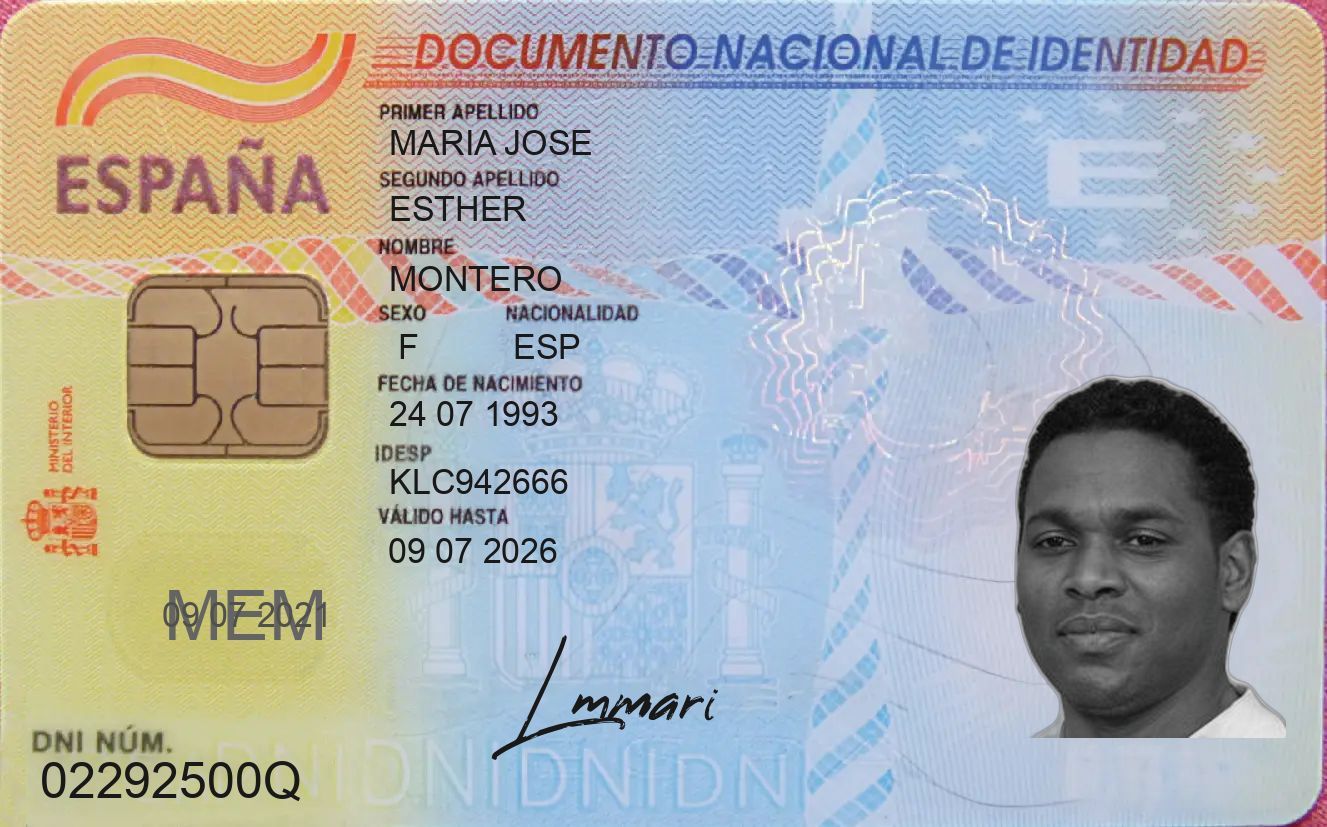 DOCUMENTO NACIONAL DE IDENTIDAD
ESPAÑA
PRIMER APELLIDO
MARIA JOSE
SEGUNDO APELLIDO
ESTHER
NOMBRE
MONTERO
SEXO NACIONALIDAD
F ESP
FECHA DE NACIMIENTO
24 07 1993
IDESP
KLC942666
VÁLIDO HASTA
09 07 2026
MINISTERIO
DEL INTERIOR
E
09 07 2021
MEM
Lmmari
DNI NÚM.
02292500Q
DNIDNIDNIDNIDN